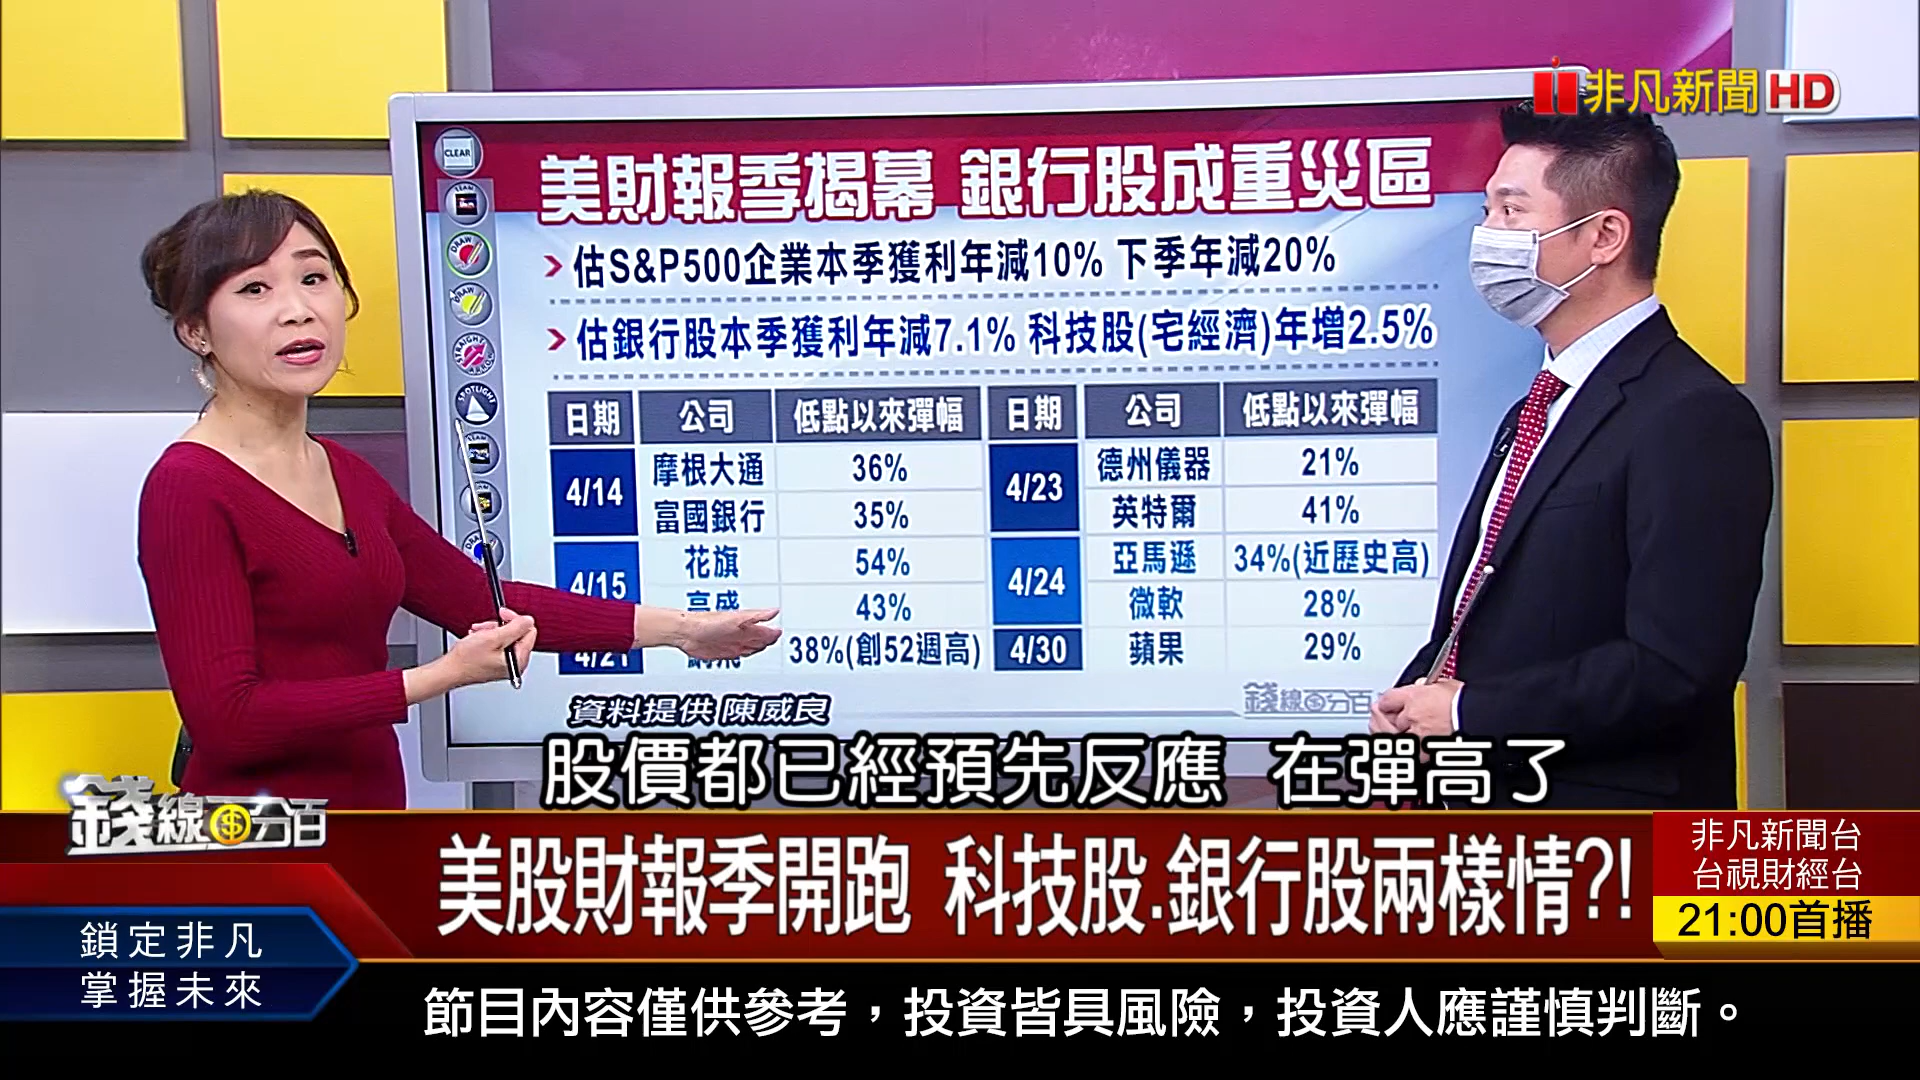 非凡新聞HD
CLEAR
美財報季揭幕 銀行股成重災區
估S&P500企業本季獲利年減10% 下季年減20%
估銀行股本季獲利年減7.1% 科技股(宅經濟)年增2.5%
日期 公司 低點以來彈幅 日期 公司 低點以來彈幅
4/14 摩根大通 36% 4/23 德州儀器 21%
富國銀行 35% 英特爾 41%
4/15 花旗 54% 4/24 亞馬遜 34%(近歷史高)
高盛 43% 微軟 28%
4/21 網飛 38%(創52週高) 4/30 蘋果 29%
DRAW
DRAW
STRAIGHT
SPOTLIGHT
資料提供 陳威良
錢線百分百
股價都已經預先反應 在彈高了
錢線百分百
美股財報季開跑 科技股.銀行股兩樣情?!
非凡新聞台
台視財經台
21:00首播
鎖定非凡
掌握未來
節目內容僅供參考，投資皆具風險，投資人應謹慎判斷。